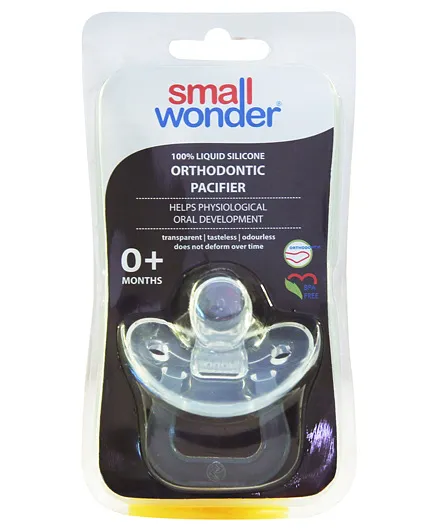 small
wonder®
100% LIQUID SILICONE
ORTHODONTIC
PACIFIER
HELPS PHYSIOLOGICAL
ORAL DEVELOPMENT
transparent | tasteless | odourless
does not deform over time
0+
MONTHS
ORTHODONTIC
BPA
FREE